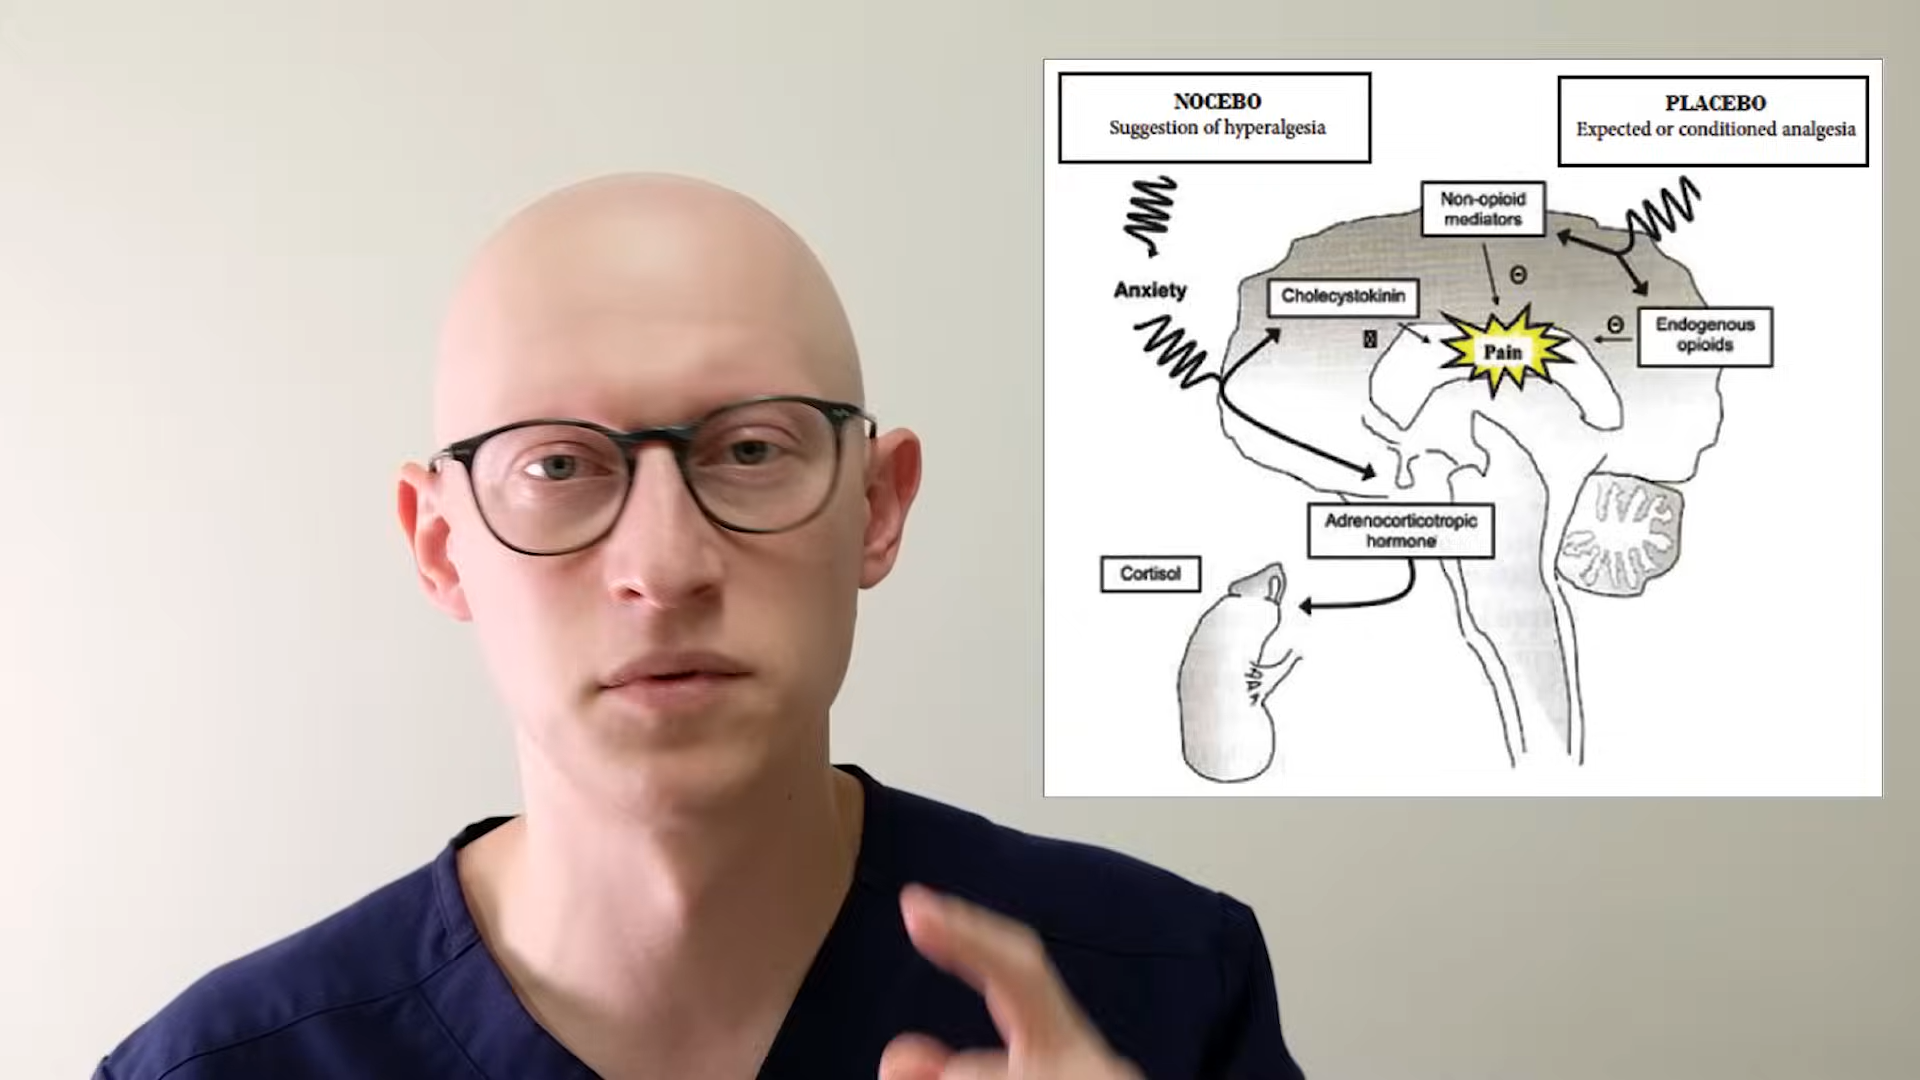 NOCEBO
Suggestion of hyperalgesia
PLACEBO
Expected or conditioned analgesia
Non-opioid
mediators
Anxiety
Cholecystokinin
Θ
Θ
Endogenous
opioids
Pain
Adrenocorticotropic
hormone
Cortisol